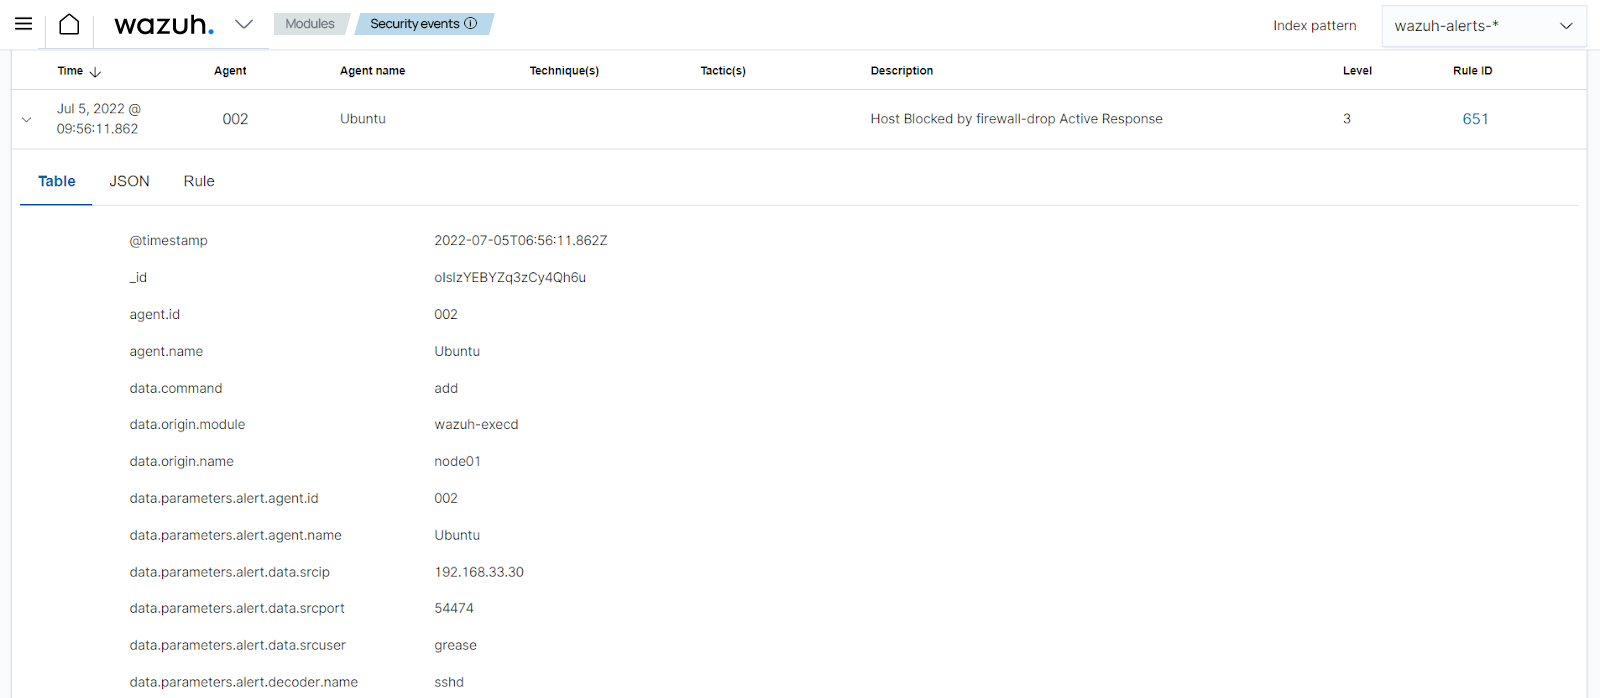 wazuh. Modules Security events Index pattern wazuh-alerts-*
Time Agent Agent name Technique(s) Tactic(s) Description Level Rule ID
Jul 5, 2022 @
09:56:11.862 002 Ubuntu Host Blocked by firewall-drop Active Response 3 651
Table JSON Rule
@timestamp 2022-07-05T06:56:11.862Z
_id olslzYEBYZq3zCy4Qh6u
agent.id 002
agent.name Ubuntu
data.command add
data.origin.module wazuh-execd
data.origin.name node01
data.parameters.alert.agent.id 002
data.parameters.alert.agent.name Ubuntu
data.parameters.alert.data.srcip 192.168.33.30
data.parameters.alert.data.srcport 54474
data.parameters.alert.data.srcuser grease
data.parameters.alert.decoder.name sshd